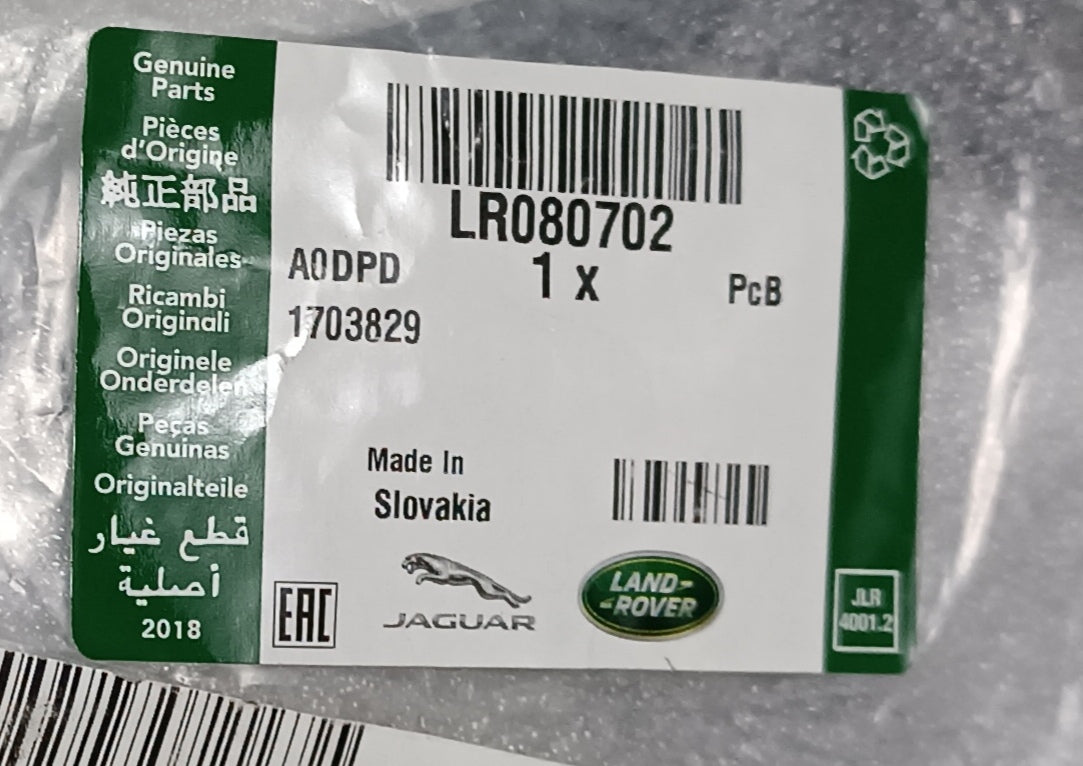 Genuine
Parts
Pièces
d'Origine
純正部品
Piezas
Originales
Ricambi
Originali
Originele
Onderdelen
Peças
Genuinas
Originalteile
قطع غيار
أصلية
2018
LR080702
A0DPD
1 x
PcB
1703829
Made In
Slovakia
EAC
JAGUAR
LAND-
-ROVER
JLR
4001.2